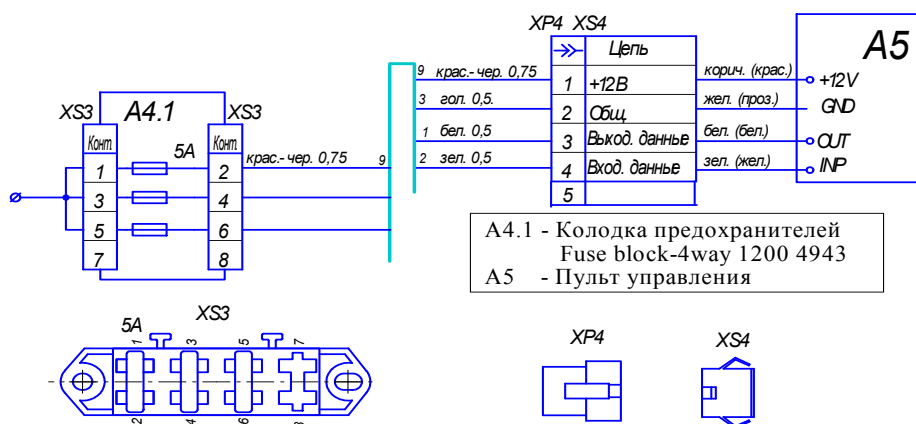 XP4 XS4
A5
Цепь
9 крас.- чер. 0,75
1 +12В
корич. (крас.)
+12V
3 гол. 0,5.
2 Общ.
жел. (проз.)
GND
1 бел. 0,5
3 Выход. данные
бел. (бел.)
OUT
2 зел. 0,5
4 Вход. данные
зел. (жел.)
INP
5
XS3 A4.1 XS3
Конт.
Конт.
5А
1 2
крас.- чер. 0,75 9
3 4
5 6
7 8
A4.1 - Колодка предохранителей
Fuse block-4way 1200 4943
A5 - Пульт управления
XS3
5А
1 3 5 7
2 4 6 8
XP4
XS4